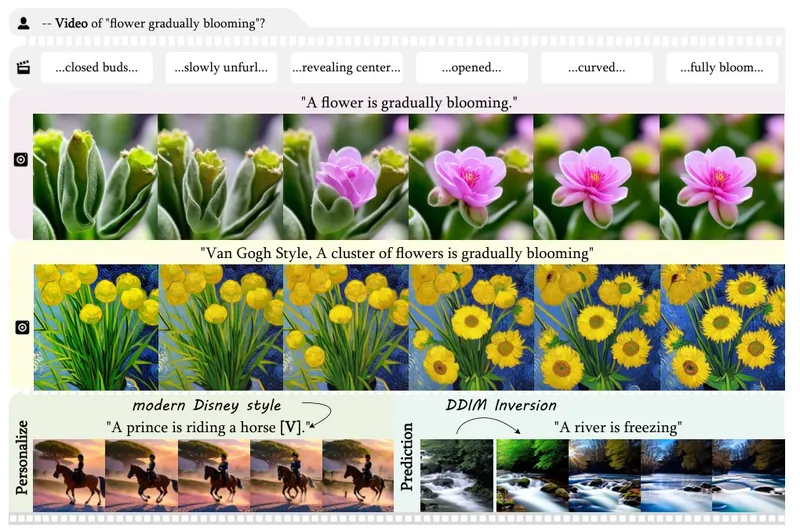 -- Video of "flower gradually blooming"?
...closed buds...
...slowly unfurl...
...revealing center...
...opened...
...curved...
...fully bloom...
"A flower is gradually blooming."
"Van Gogh Style, A cluster of flowers is gradually blooming"
Personalize
modern Disney style
"A prince is riding a horse [V]."
Prediction
DDIM Inversion
"A river is freezing"